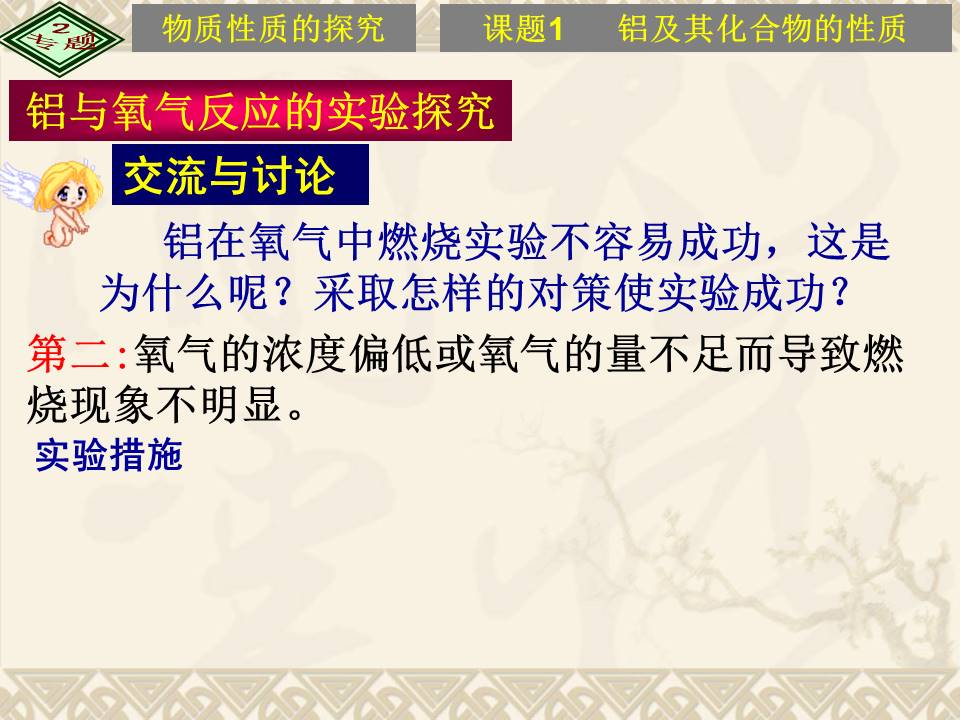 2
专题
物质性质的探究
课题1 铝及其化合物的性质
铝与氧气反应的实验探究
交流与讨论
铝在氧气中燃烧实验不容易成功，这是
为什么呢？采取怎样的对策使实验成功？
第二:氧气的浓度偏低或氧气的量不足而导致燃
烧现象不明显。
实验措施